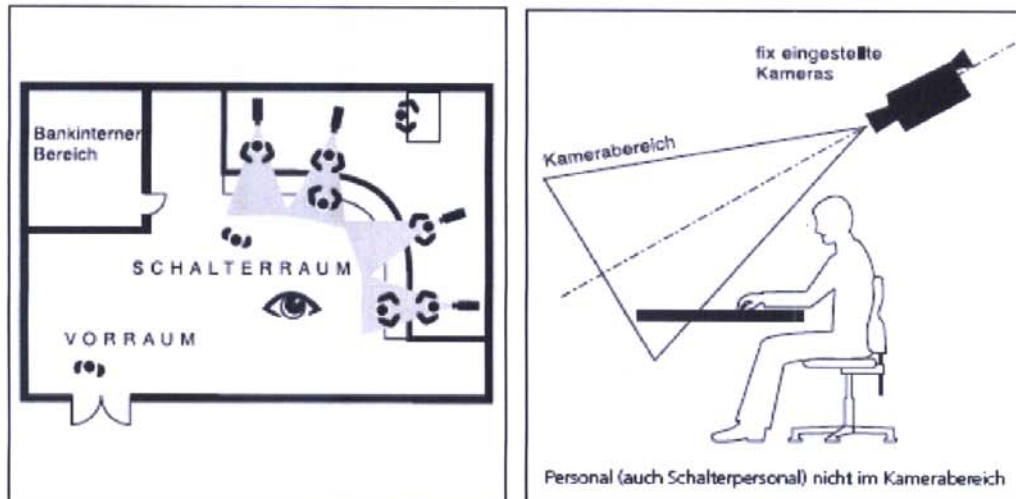 Bankinterner
Bereich
SCHALTERRAUM
VORRAUM
fix eingestellte
Kameras
Kamerabereich
Personal (auch Schalterpersonal) nicht im Kamerabereich